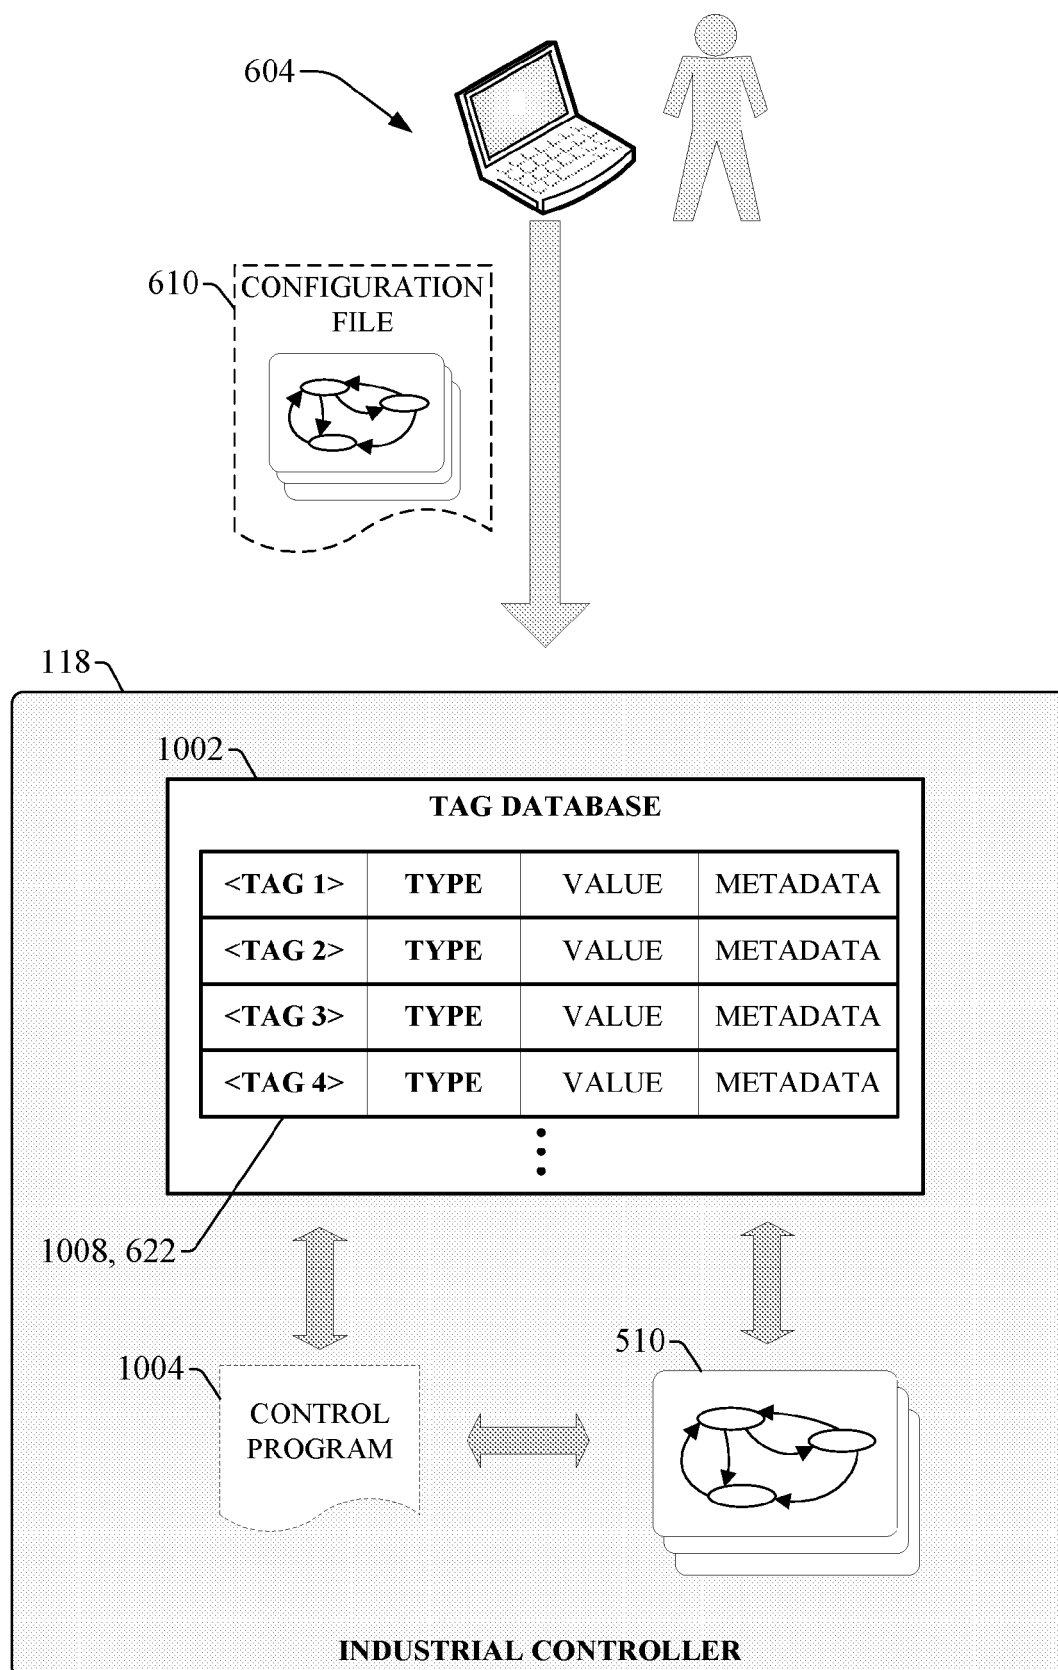 604
610
CONFIGURATION
FILE
118
1002
TAG DATABASE
<TAG 1> TYPE VALUE METADATA
<TAG 2> TYPE VALUE METADATA
<TAG 3> TYPE VALUE METADATA
<TAG 4> TYPE VALUE METADATA
1008, 622
510
1004
CONTROL
PROGRAM
INDUSTRIAL CONTROLLER